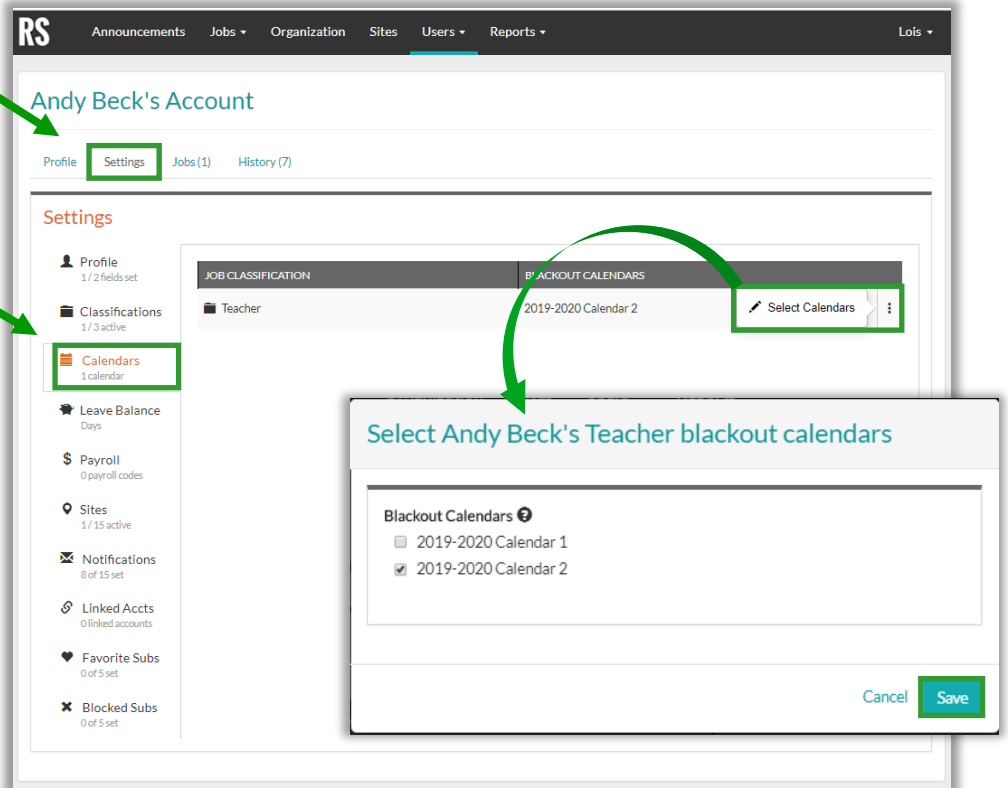 RS Announcements Jobs Organization Sites Users Reports Lois
Andy Beck's Account
Profile Settings Jobs (1) History (7)
Settings
Profile
1 / 2 fields set
Classifications
1 / 3 active
Calendars
1 calendar
Leave Balance
Days
Payroll
0 payroll codes
Sites
1 / 15 active
Notifications
8 of 15 set
Linked Accts
0 linked accounts
Favorite Subs
0 of 5 set
Blocked Subs
0 of 5 set
JOB CLASSIFICATION BLACKOUT CALENDARS
Teacher 2019-2020 Calendar 2 Select Calendars
Select Andy Beck's Teacher blackout calendars
Blackout Calendars
2019-2020 Calendar 1
2019-2020 Calendar 2
Cancel Save